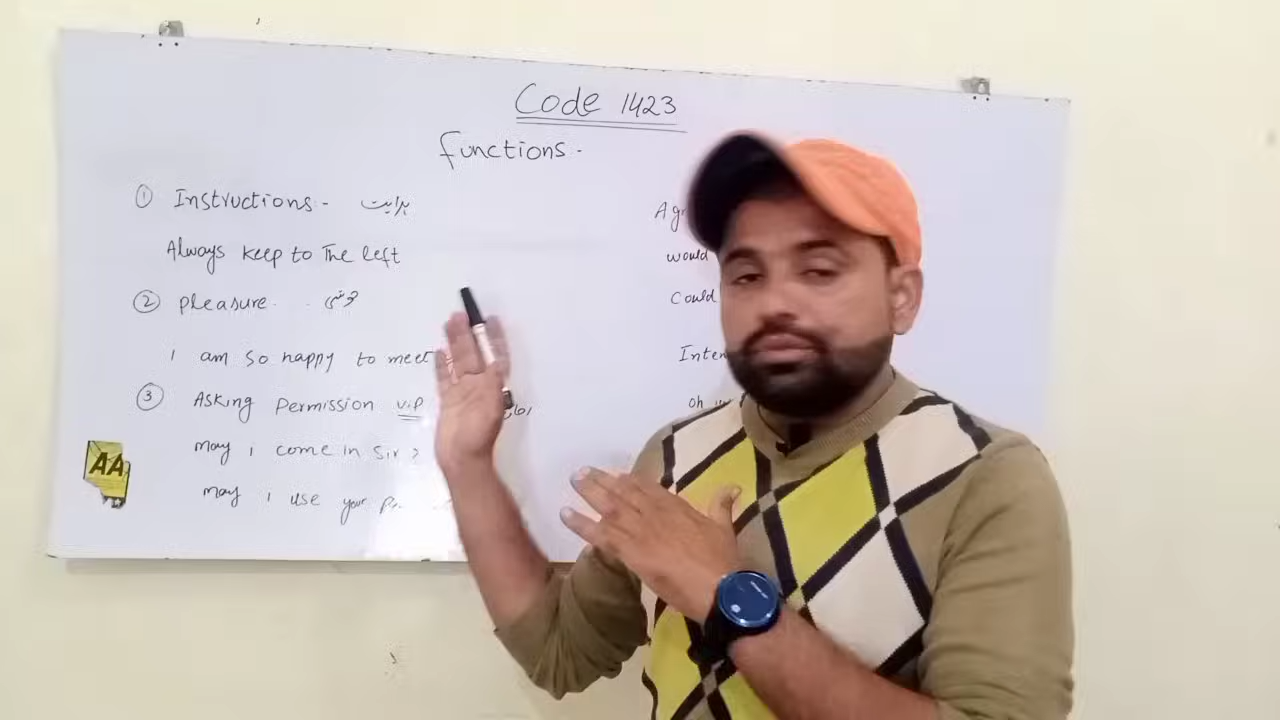 Code 1423
Functions.
① Instructions. ہدایت
Always keep to The left
② Pleasure. خوشی
I am so happy to meet
③ Asking Permission v.i.p
may i come in Sir ?
may I use your
would
Could
oh
AA